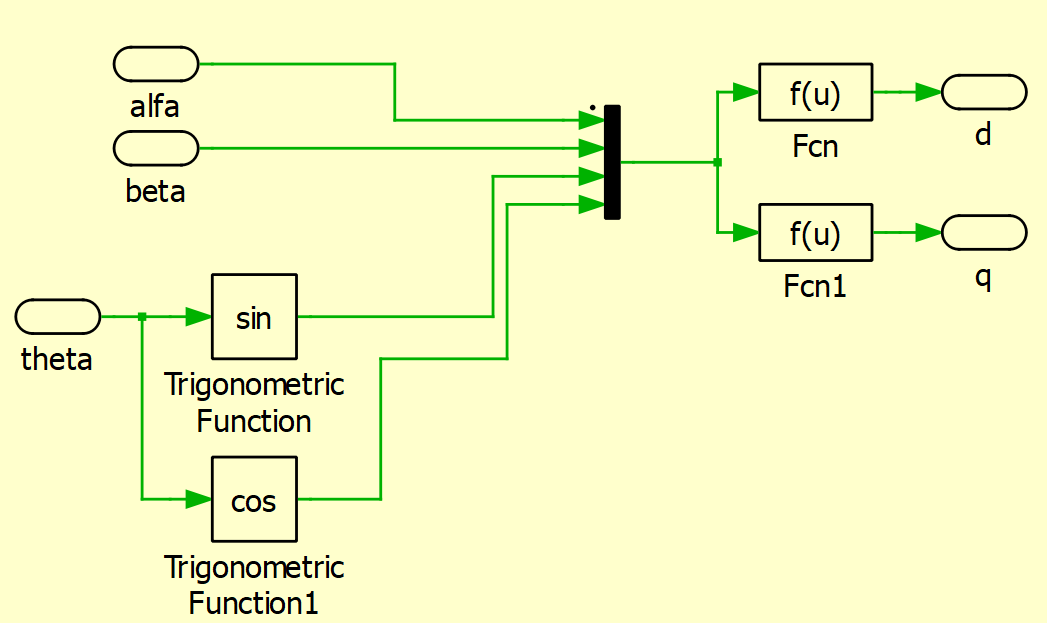 alfa
beta
theta
sin
Trigonometric
Function
cos
Trigonometric
Function1
f(u)
Fcn
d
f(u)
Fcn1
q